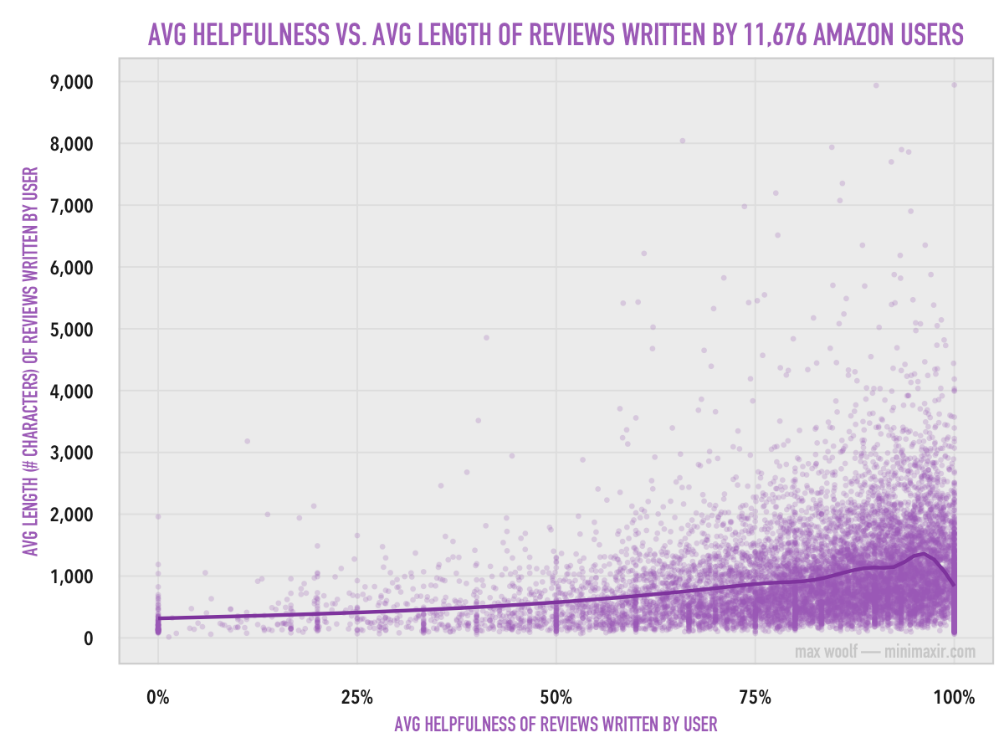 AVG HELPFULNESS VS. AVG LENGTH OF REVIEWS WRITTEN BY 11,676 AMAZON USERS
AVG LENGTH (# CHARACTERS) OF REVIEWS WRITTEN BY USER
9,000
8,000
7,000
6,000
5,000
4,000
3,000
2,000
1,000
0
max woolf — minimaxir.com
0% 25% 50% 75% 100%
AVG HELPFULNESS OF REVIEWS WRITTEN BY USER